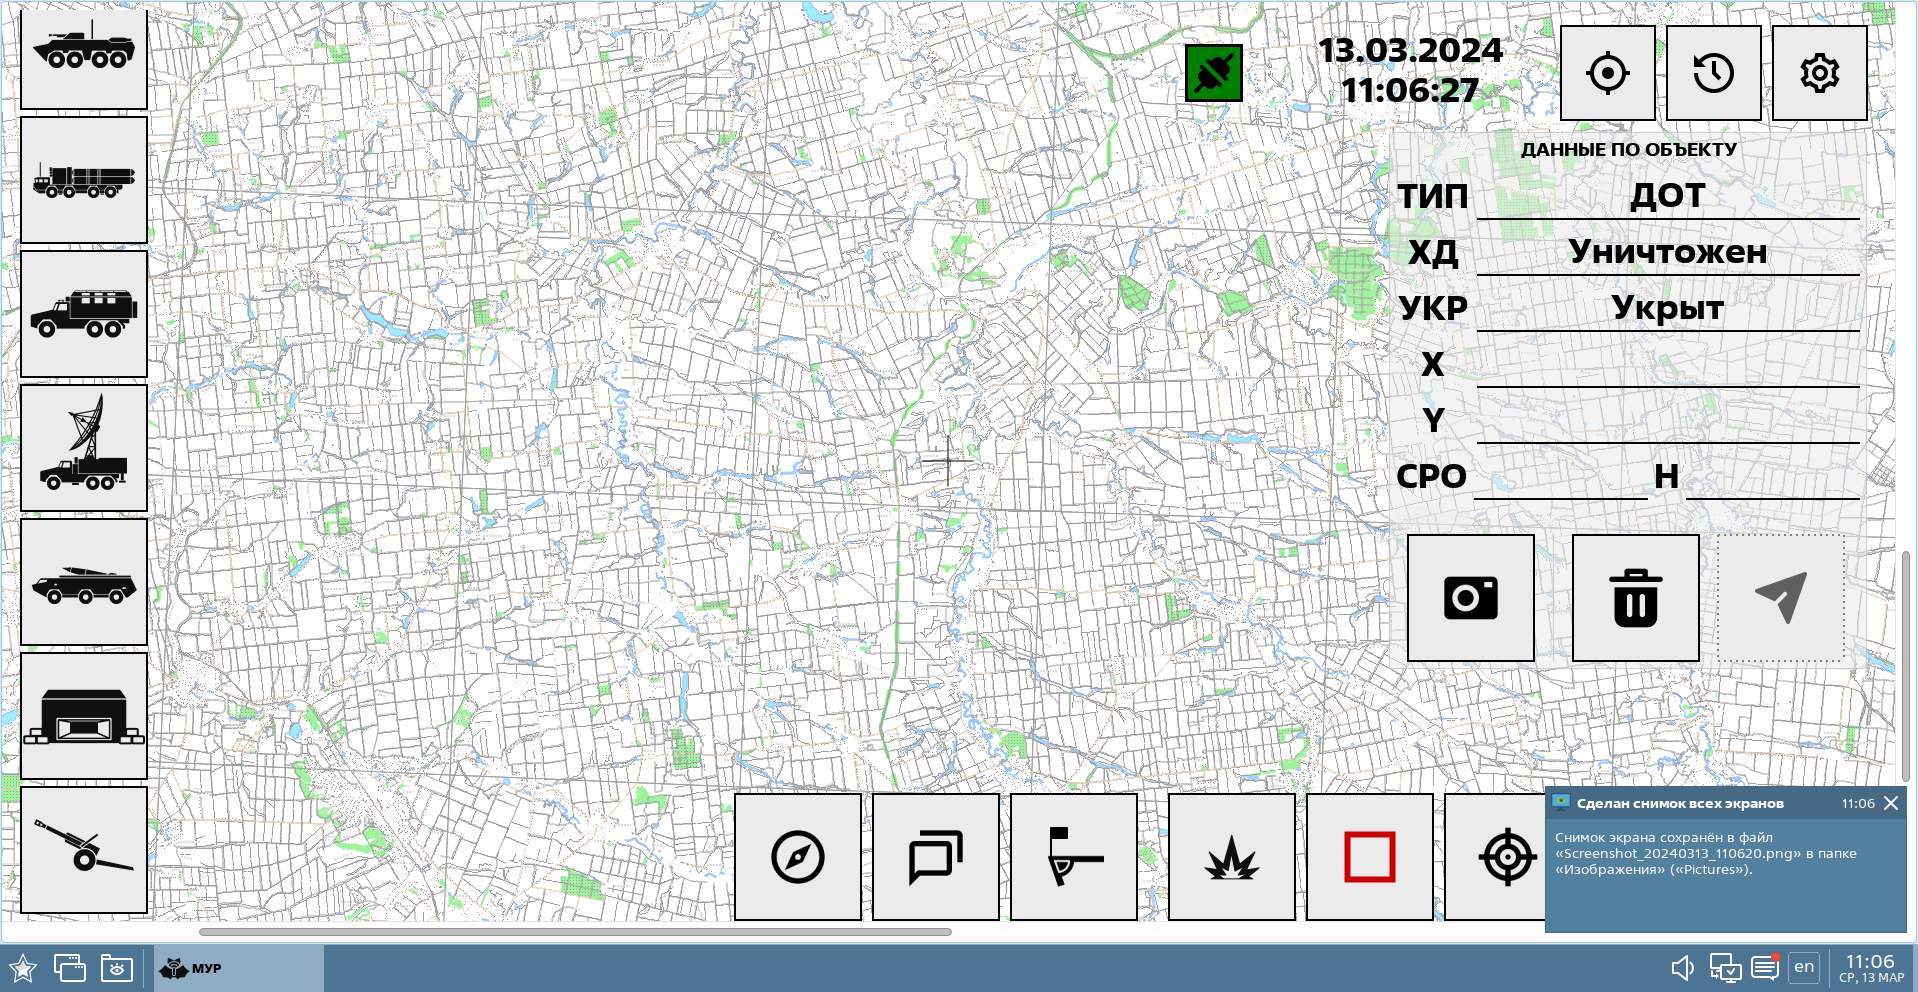 13.03.2024
11:06:27
ДАННЫЕ ПО ОБЪЕКТУ
ТИП ДОТ
ХД Уничтожен
УКР Укрыт
X
Y
СРО Н
Сделан снимок всех экранов 11:06
Снимок экрана сохранён в файл
«Screenshot_20240313_110620.png» в папке
«Изображения» («Pictures»).
МУР
en
11:06
СР, 13 МАР